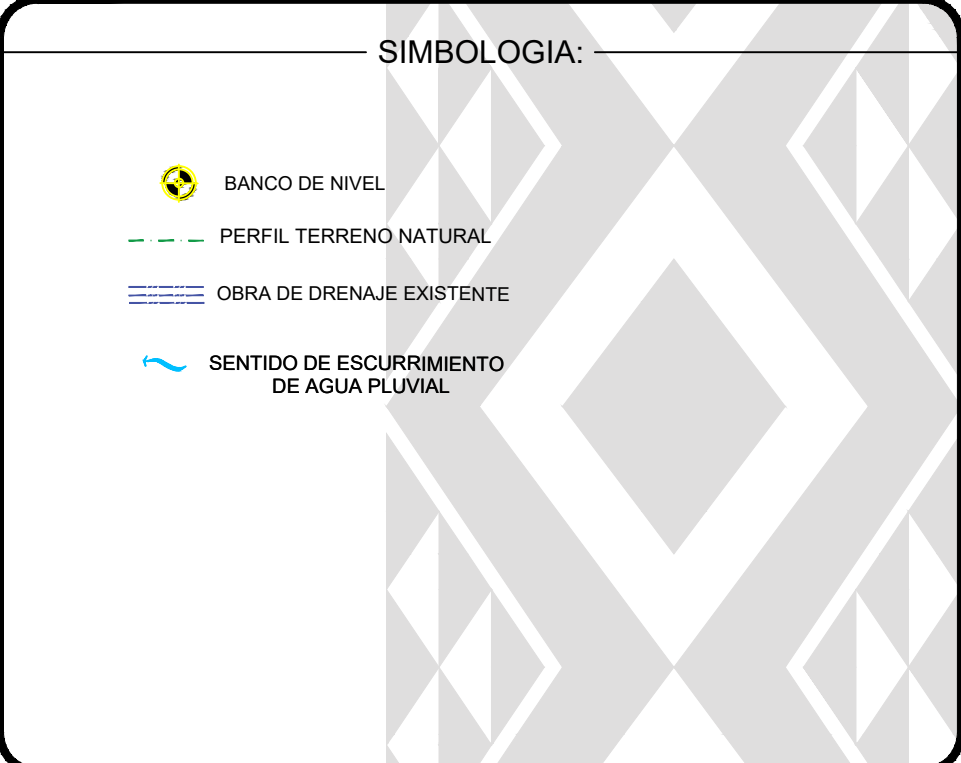 SIMBOLOGIA:
BANCO DE NIVEL
PERFIL TERRENO NATURAL
OBRA DE DRENAJE EXISTENTE
SENTIDO DE ESCURRIMIENTO
DE AGUA PLUVIAL